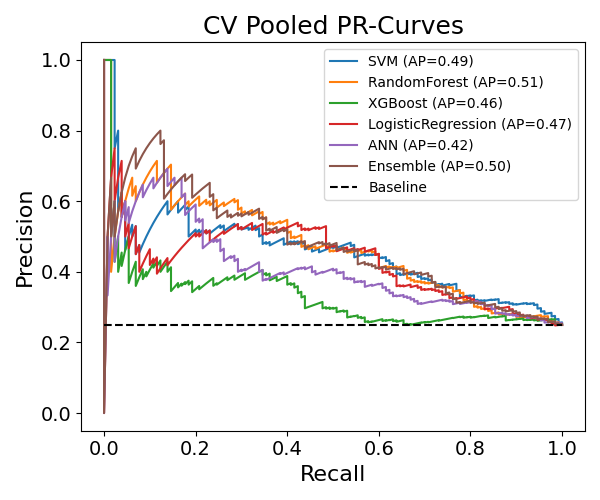 CV Pooled PR-Curves
SVM (AP=0.49)
RandomForest (AP=0.51)
XGBoost (AP=0.46)
LogisticRegression (AP=0.47)
ANN (AP=0.42)
Ensemble (AP=0.50)
Baseline
Precision
1.0
0.8
0.6
0.4
0.2
0.0
0.0 0.2 0.4 0.6 0.8 1.0
Recall